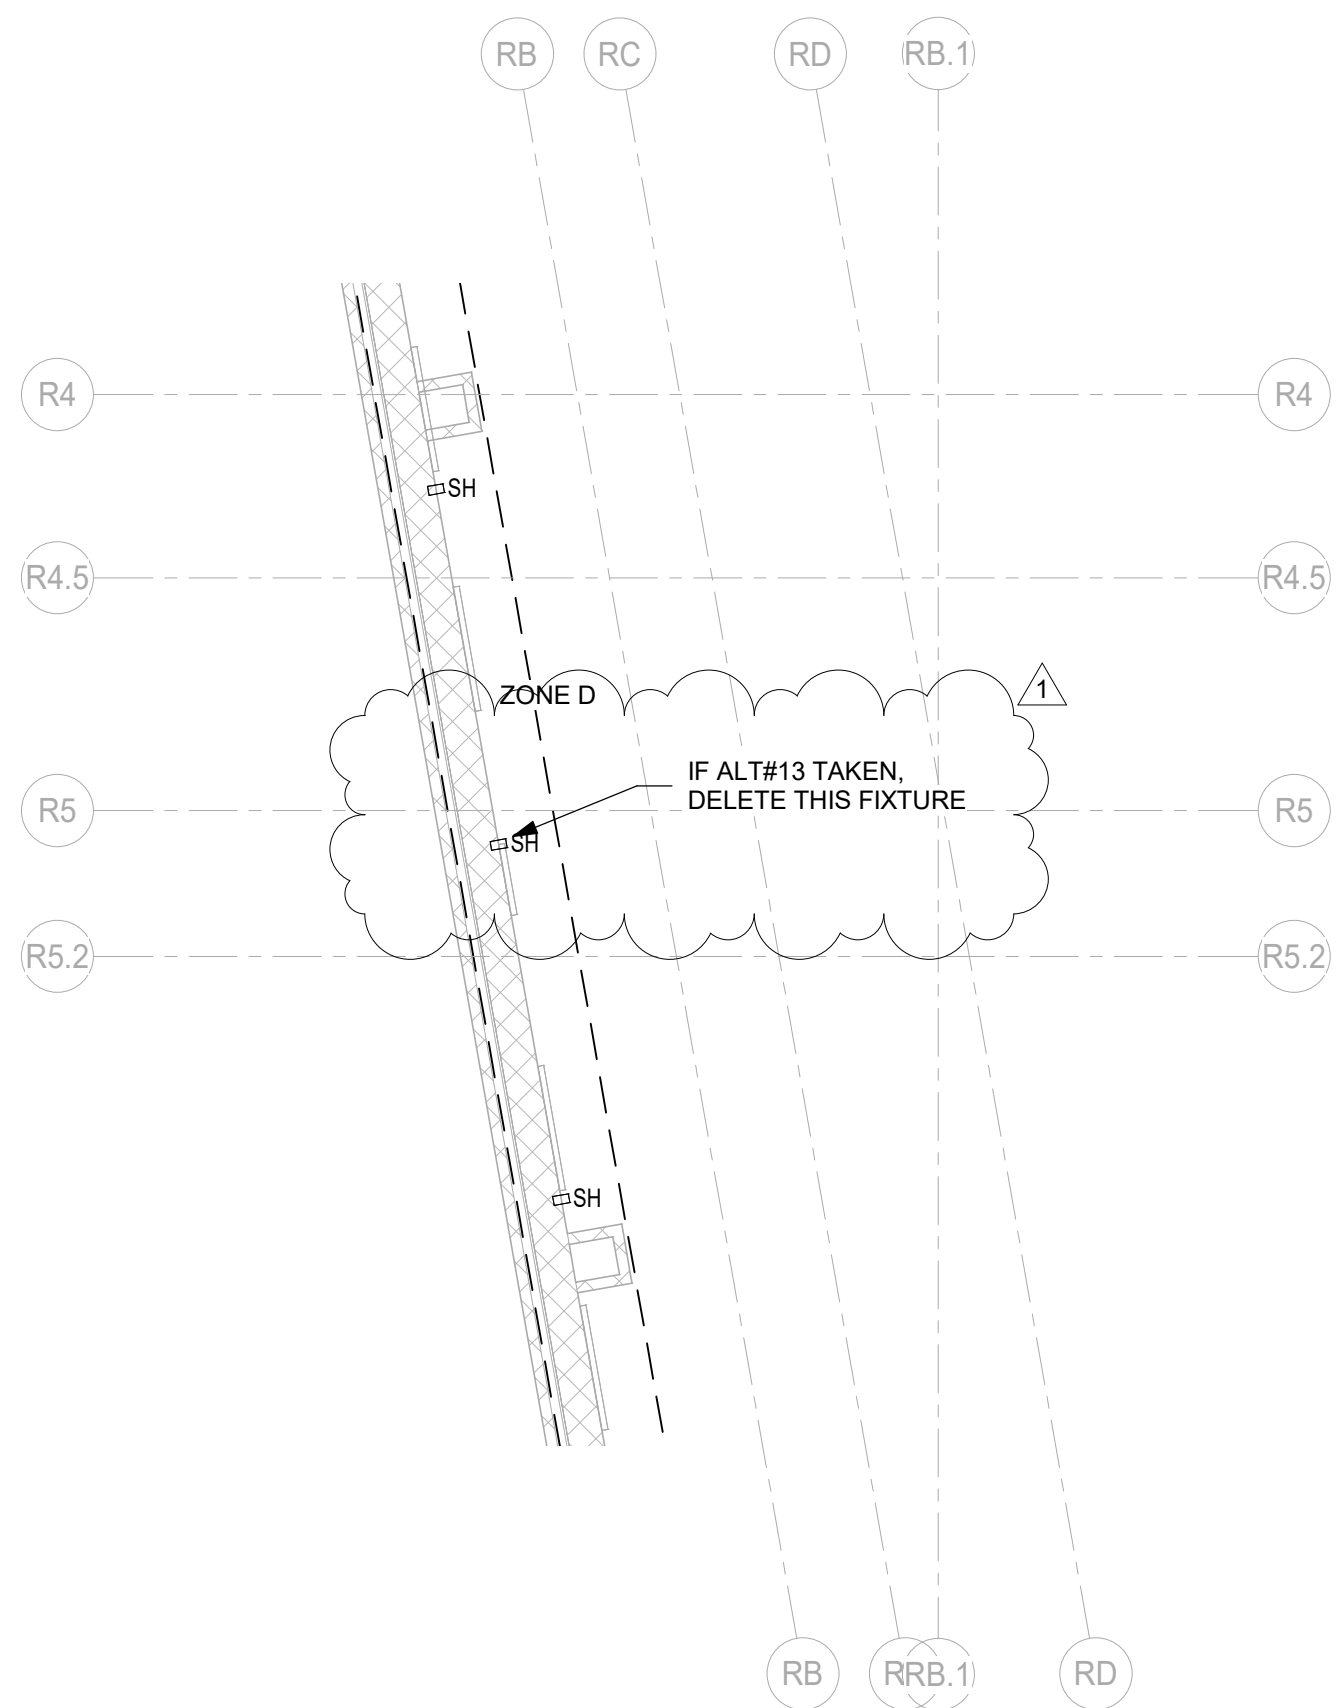 RB RC RD RB.1
R4 R4
SH
R4.5 R4.5
ZONE D 1
IF ALT#13 TAKEN,
DELETE THIS FIXTURE
R5 R5
SH
R5.2 R5.2
SH
RB RB.1 RD